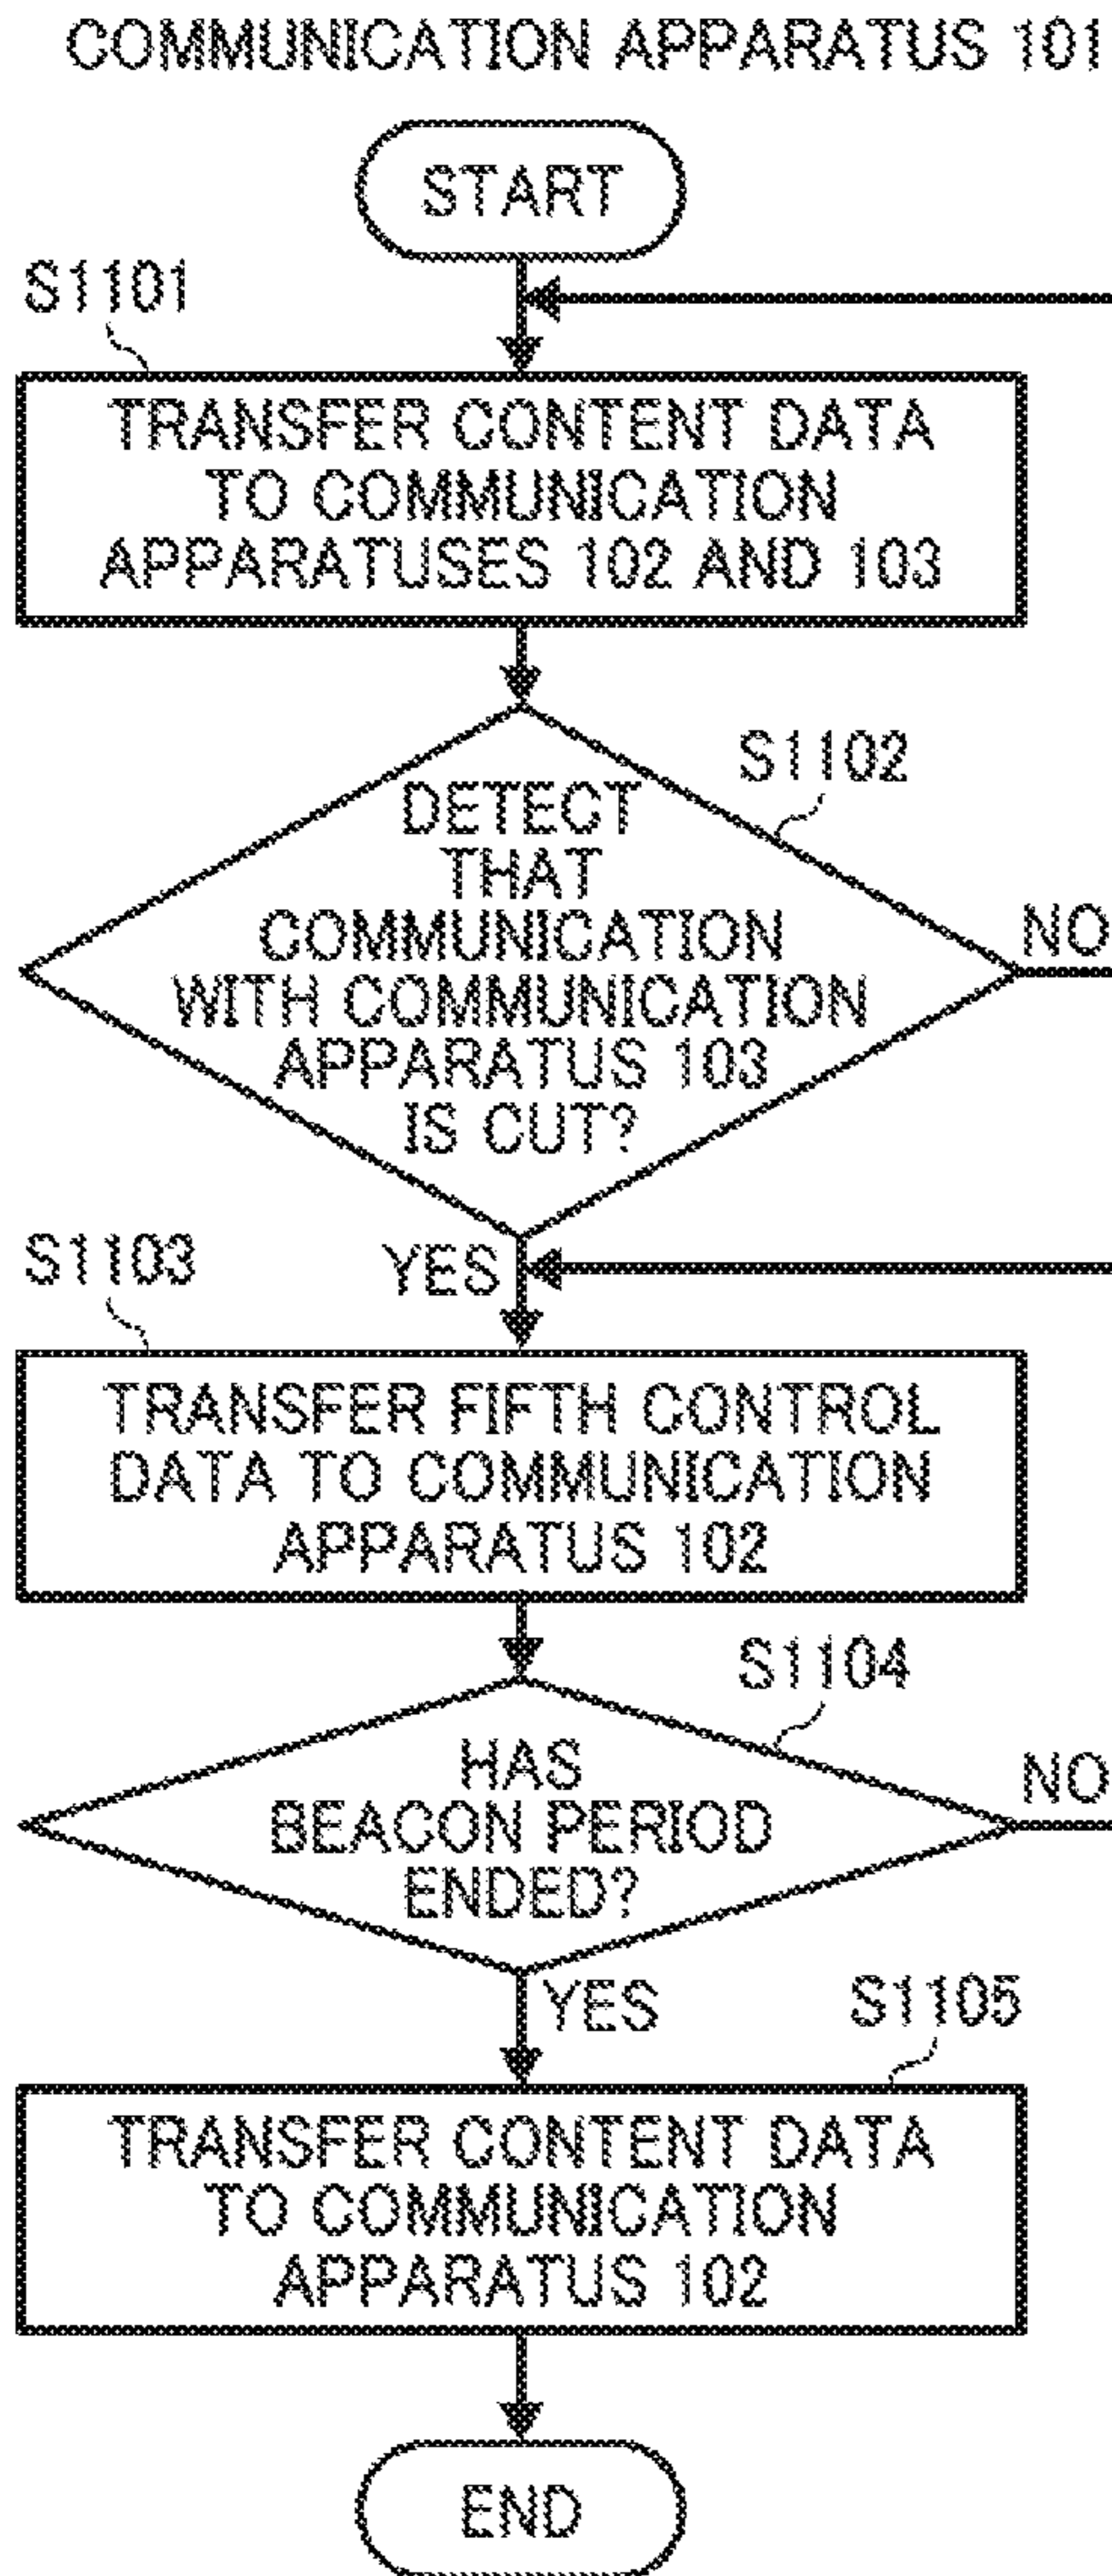 COMMUNICATION APPARATUS 101
START
S1101
TRANSFER CONTENT DATA
TO COMMUNICATION
APPARATUSES 102 AND 103
S1102
DETECT
THAT
COMMUNICATION
WITH COMMUNICATION
APPARATUS 103
IS CUT?
NO
YES
S1103
TRANSFER FIFTH CONTROL
DATA TO COMMUNICATION
APPARATUS 102
S1104
HAS
BEACON PERIOD
ENDED?
NO
YES
S1105
TRANSFER CONTENT DATA
TO COMMUNICATION
APPARATUS 102
END